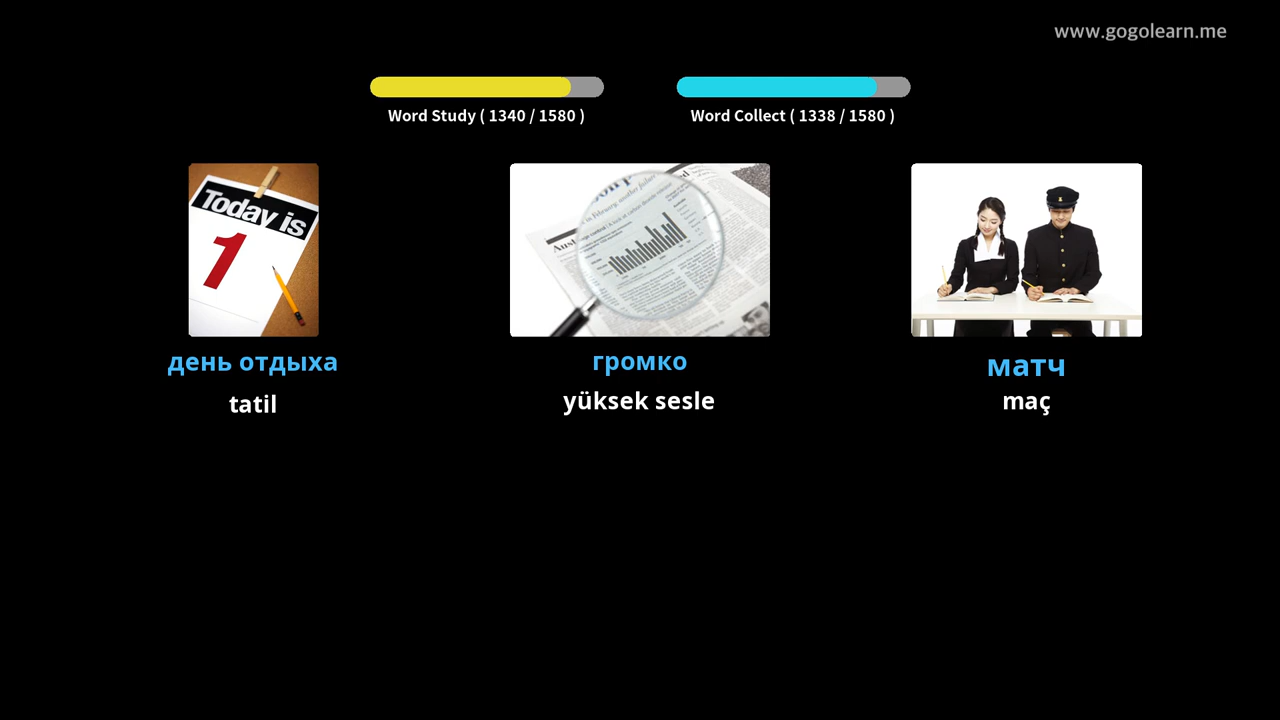 www.gogolearn.me
Word Study ( 1340 / 1580 )
Word Collect ( 1338 / 1580 )
Today is
1
день отдыха
громко
матч
tatil
yüksek sesle
maç